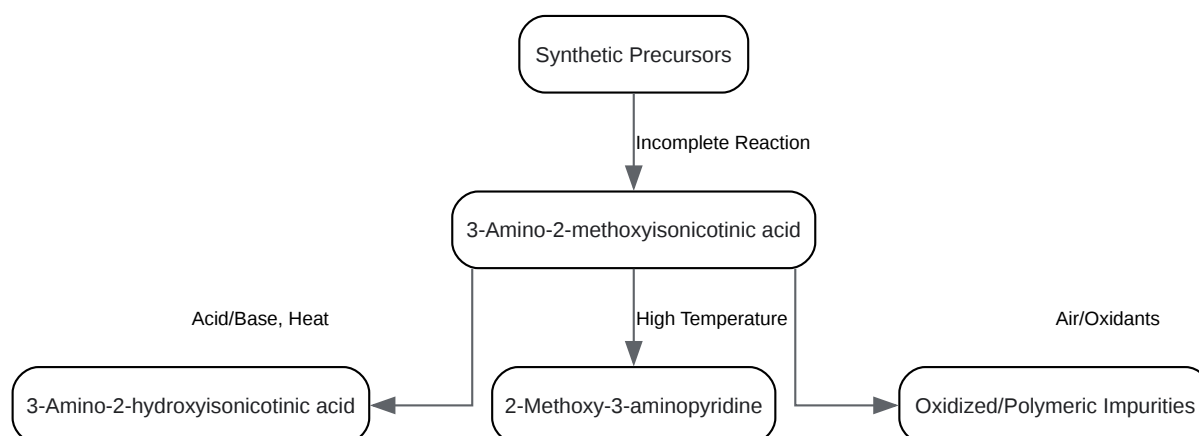 Synthetic Precursors
Incomplete Reaction
3-Amino-2-methoxyisonicotinic acid
Acid/Base, Heat
High Temperature
Air/Oxidants
3-Amino-2-hydroxyisonicotinic acid
2-Methoxy-3-aminopyridine
Oxidized/Polymeric Impurities